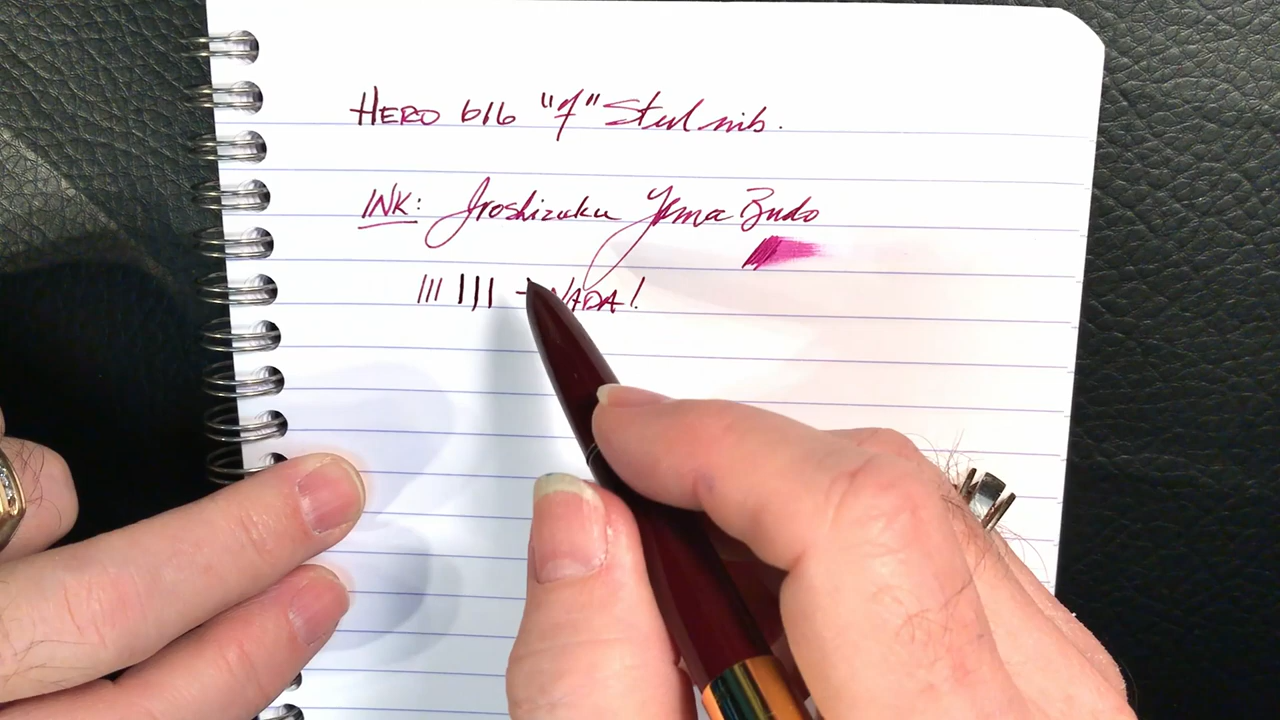 HERO 616 "f" Steel nib.
INK: Iroshizuku Yama Budo
||| ||| - NADA!